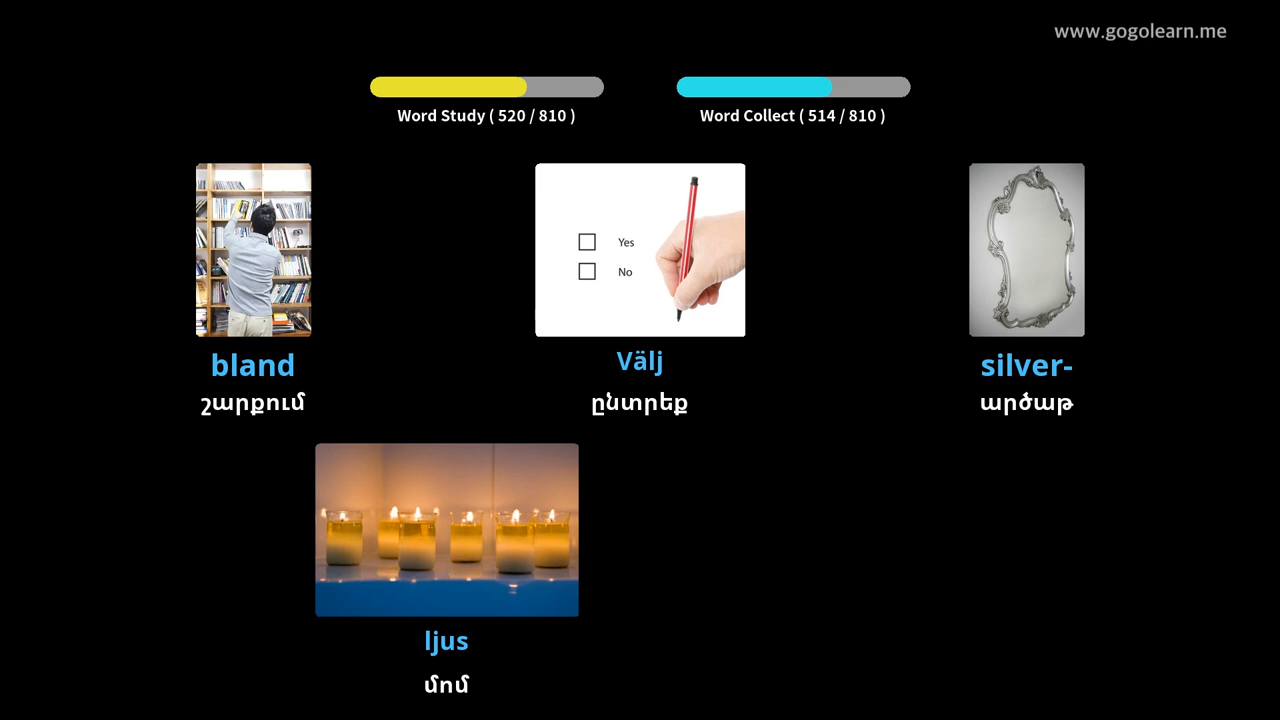 www.gogolearn.me
Word Study ( 520 / 810 )
Word Collect ( 514 / 810 )
Yes
No
bland
Välj
silver-
շարքում
ընտրեք
արծաթ
ljus
մոմ